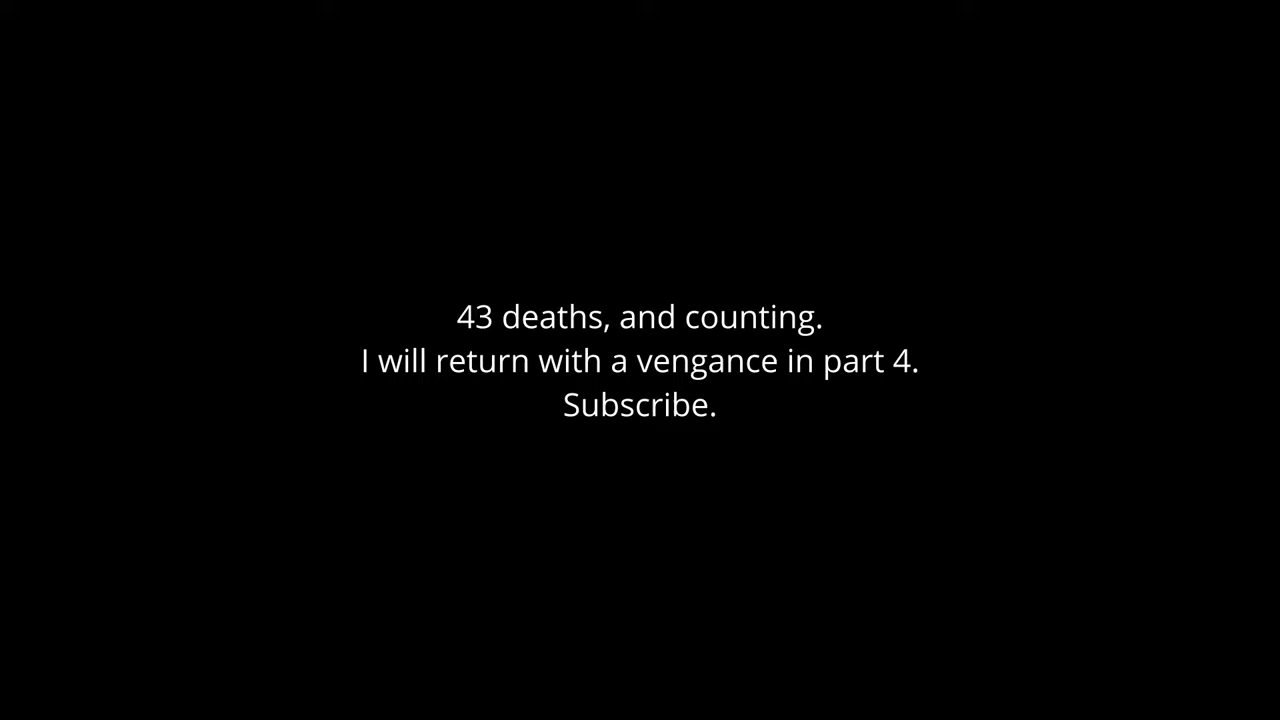 43 deaths, and counting.
I will return with a vengance in part 4.
Subscribe.